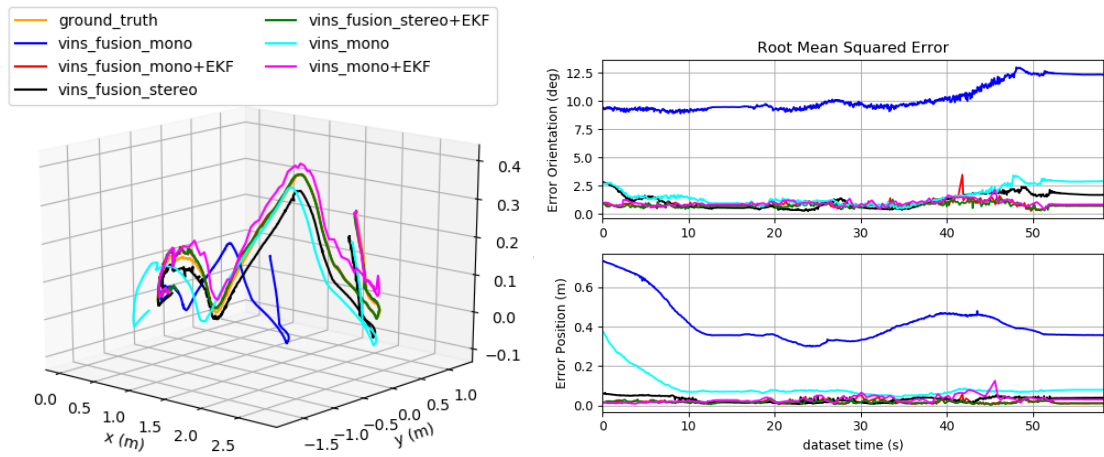 ground_truth
vins_fusion_mono
vins_fusion_mono+EKF
vins_fusion_stereo
vins_fusion_stereo+EKF
vins_mono
vins_mono+EKF
0.4
0.3
0.2
0.1
0.0
−0.1
0.0
0.5
1.0
1.5
2.0
2.5
x (m)
−1.5
−1.0
−0.5
0.0
0.5
1.0
y (m)
Root Mean Squared Error
Error Orientation (deg)
12.5
10.0
7.5
5.0
2.5
0.0
0 10 20 30 40 50
Error Position (m)
0.6
0.4
0.2
0.0
0 10 20 30 40 50
dataset time (s)